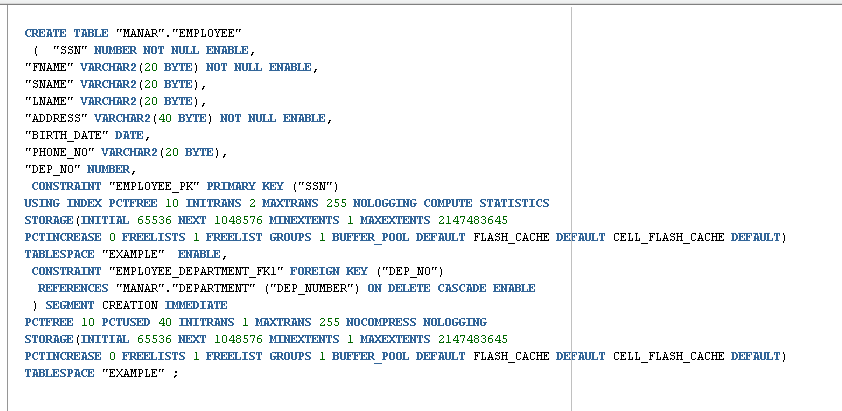 CREATE TABLE "MANAR"."EMPLOYEE"
( "SSN" NUMBER NOT NULL ENABLE,
"FNAME" VARCHAR2(20 BYTE) NOT NULL ENABLE,
"SNAME" VARCHAR2(20 BYTE),
"LNAME" VARCHAR2(20 BYTE),
"ADDRESS" VARCHAR2(40 BYTE) NOT NULL ENABLE,
"BIRTH_DATE" DATE,
"PHONE_NO" VARCHAR2(20 BYTE),
"DEP_NO" NUMBER,
CONSTRAINT "EMPLOYEE_PK" PRIMARY KEY ("SSN")
USING INDEX PCTFREE 10 INITRANS 2 MAXTRANS 255 NOLOGGING COMPUTE STATISTICS
STORAGE(INITIAL 65536 NEXT 1048576 MINEXTENTS 1 MAXEXTENTS 2147483645
PCTINCREASE 0 FREELISTS 1 FREELIST GROUPS 1 BUFFER_POOL DEFAULT FLASH_CACHE DEFAULT CELL_FLASH_CACHE DEFAULT)
TABLESPACE "EXAMPLE" ENABLE,
CONSTRAINT "EMPLOYEE_DEPARTMENT_FK1" FOREIGN KEY ("DEP_NO")
REFERENCES "MANAR"."DEPARTMENT" ("DEP_NUMBER") ON DELETE CASCADE ENABLE
) SEGMENT CREATION IMMEDIATE
PCTFREE 10 PCTUSED 40 INITRANS 1 MAXTRANS 255 NOCOMPRESS NOLOGGING
STORAGE(INITIAL 65536 NEXT 1048576 MINEXTENTS 1 MAXEXTENTS 2147483645
PCTINCREASE 0 FREELISTS 1 FREELIST GROUPS 1 BUFFER_POOL DEFAULT FLASH_CACHE DEFAULT CELL_FLASH_CACHE DEFAULT)
TABLESPACE "EXAMPLE" ;